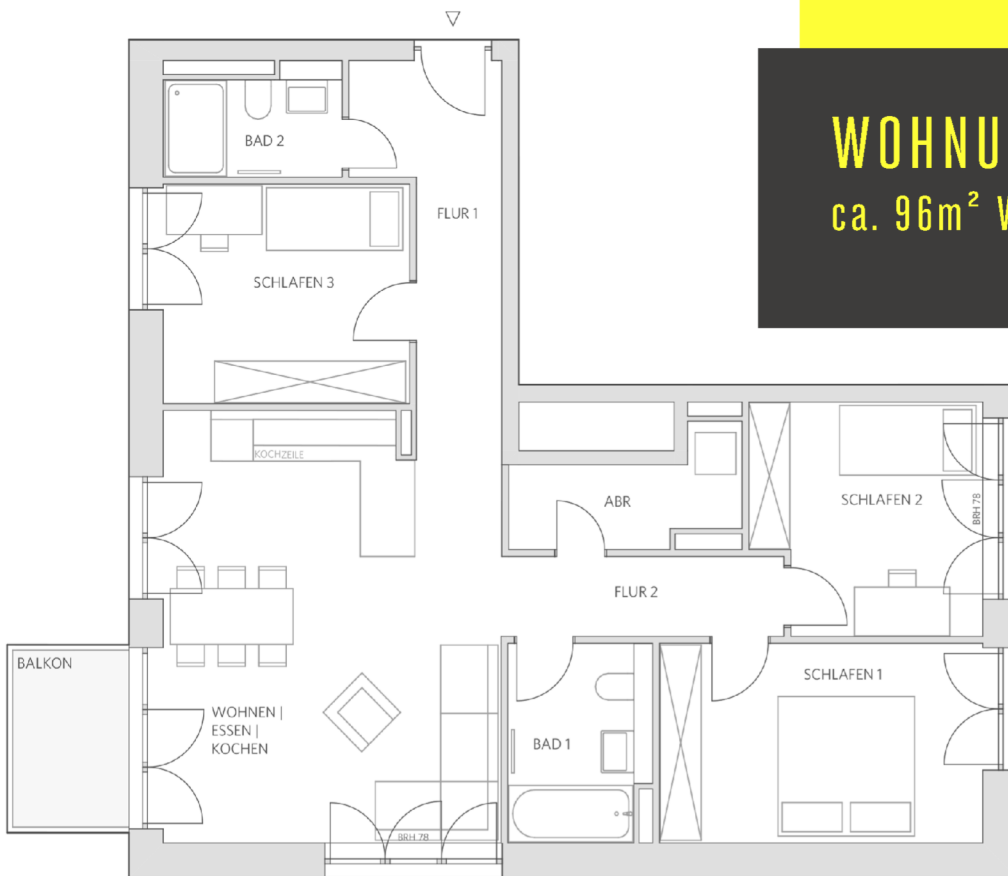 WOHNU
ca. 96m² W
BAD 2
FLUR 1
SCHLAFEN 3
KOCHZEILE
ABR
SCHLAFEN 2
BRH 78
FLUR 2
BALKON
WOHNEN |
ESSEN |
KOCHEN
SCHLAFEN 1
BAD 1
BRH 78